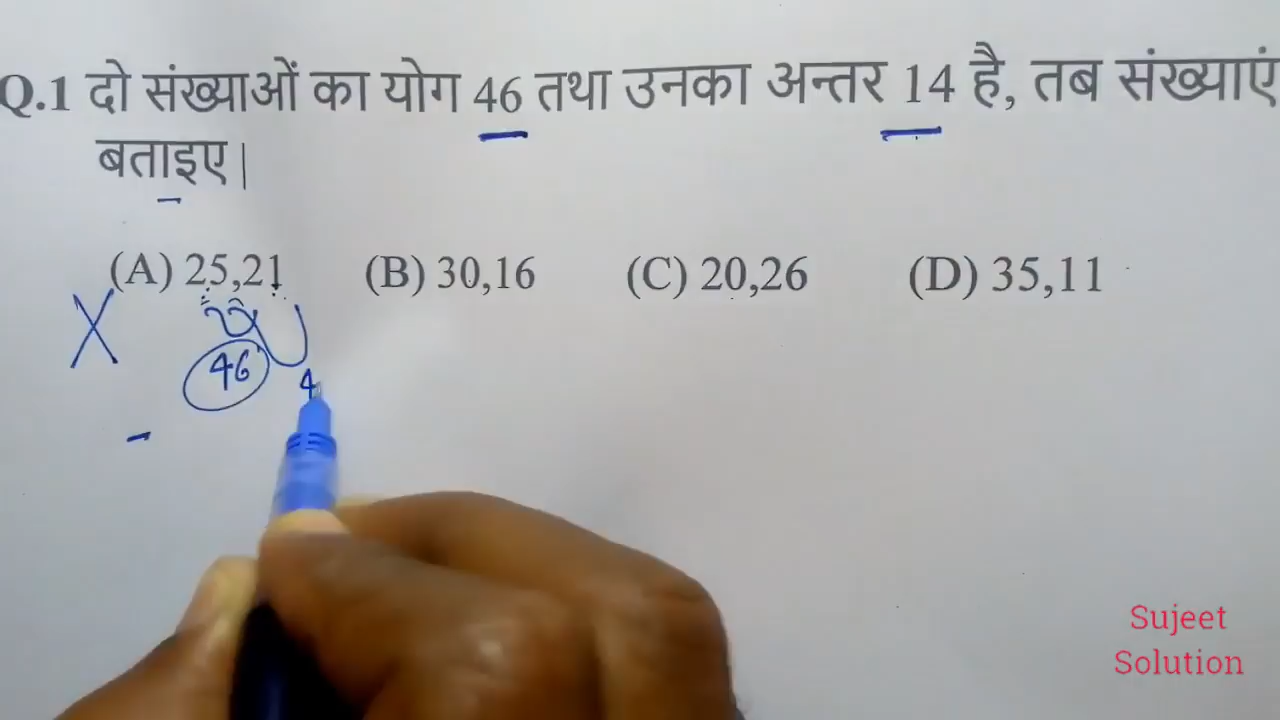 Q.1 दो संख्याओं का योग 46 तथा उनका अन्तर 14 है, तब संख्याएं
बताइए|
(A) 25,21 (B) 30,16 (C) 20,26 (D) 35,11
X
46
4
Sujeet
Solution